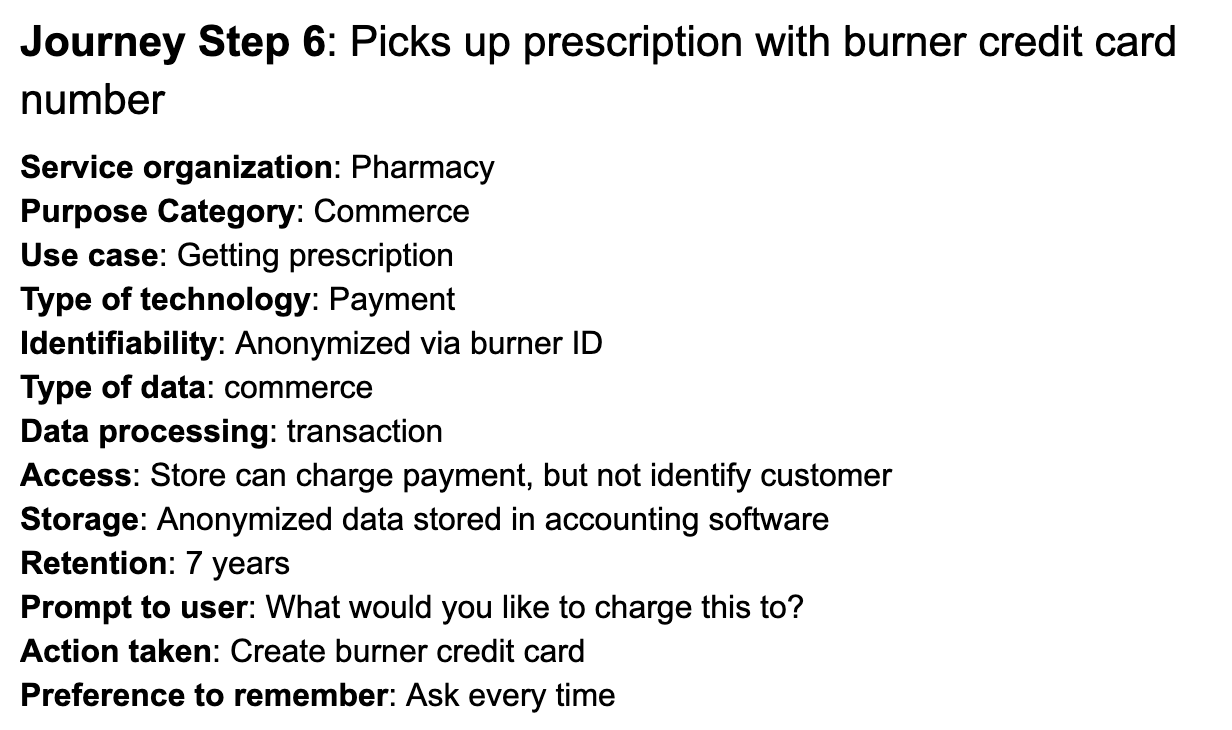 Journey Step 6: Picks up prescription with burner credit card
number
Service organization: Pharmacy
Purpose Category: Commerce
Use case: Getting prescription
Type of technology: Payment
Identifiability: Anonymized via burner ID
Type of data: commerce
Data processing: transaction
Access: Store can charge payment, but not identify customer
Storage: Anonymized data stored in accounting software
Retention: 7 years
Prompt to user: What would you like to charge this to?
Action taken: Create burner credit card
Preference to remember: Ask every time